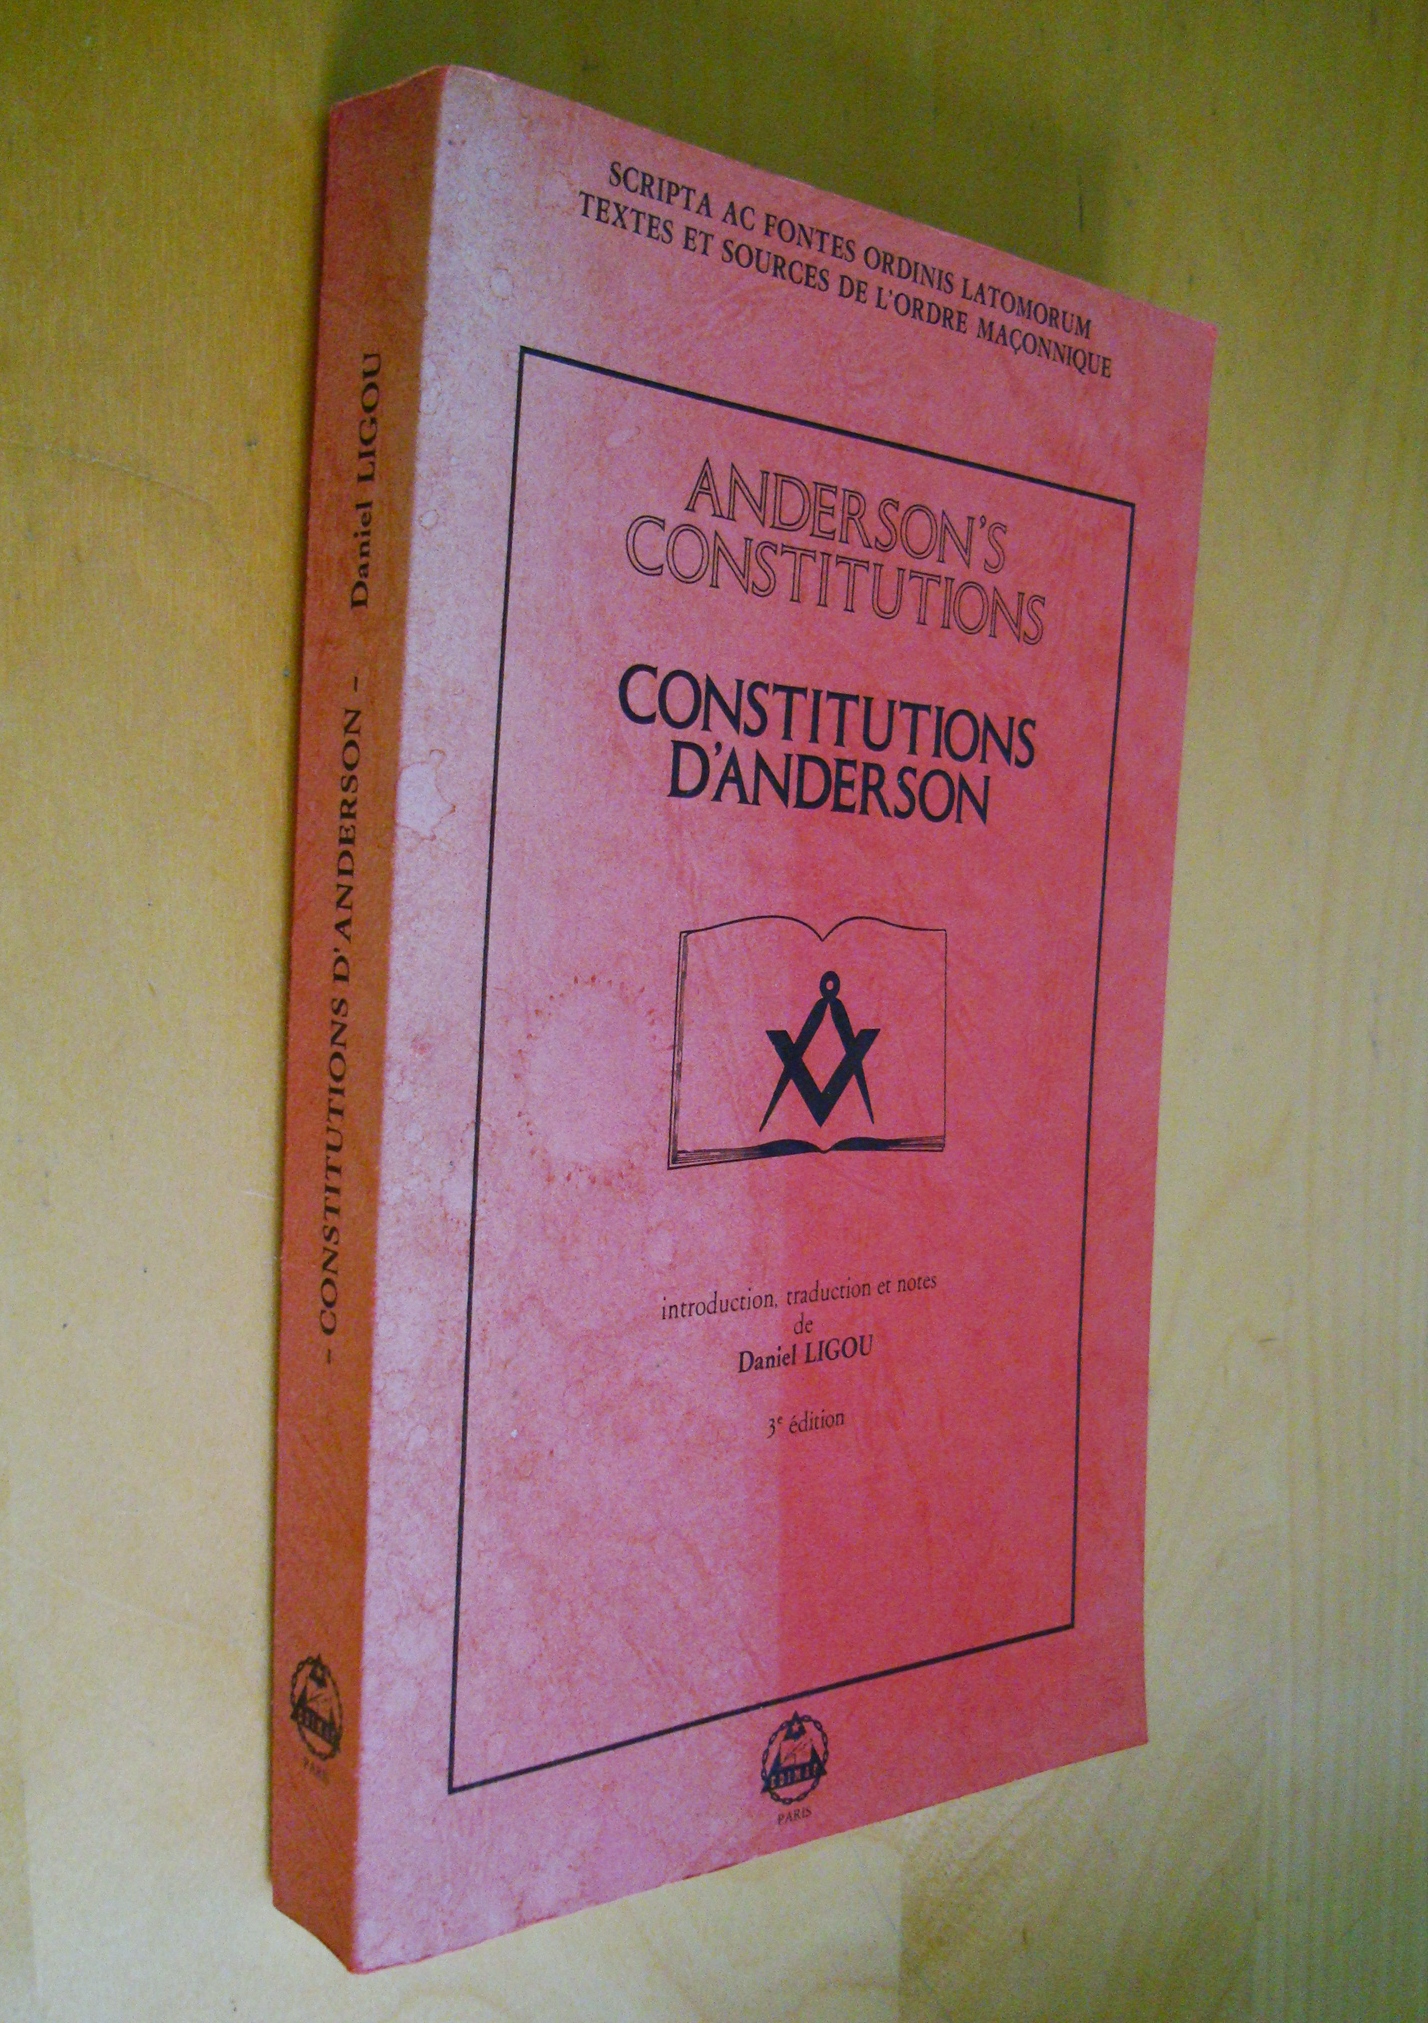 SCRIPTA AC FONTES ORDINIS LATOMORUM
TEXTES ET SOURCES DE L'ORDRE MAÇONNIQUE
ANDERSON'S
CONSTITUTIONS
CONSTITUTIONS
D'ANDERSON
introduction, traduction et notes
de
Daniel LIGOU
3e édition
EDIMAF
PARIS
- CONSTITUTIONS D'ANDERSON - Daniel LIGOU
PARIS